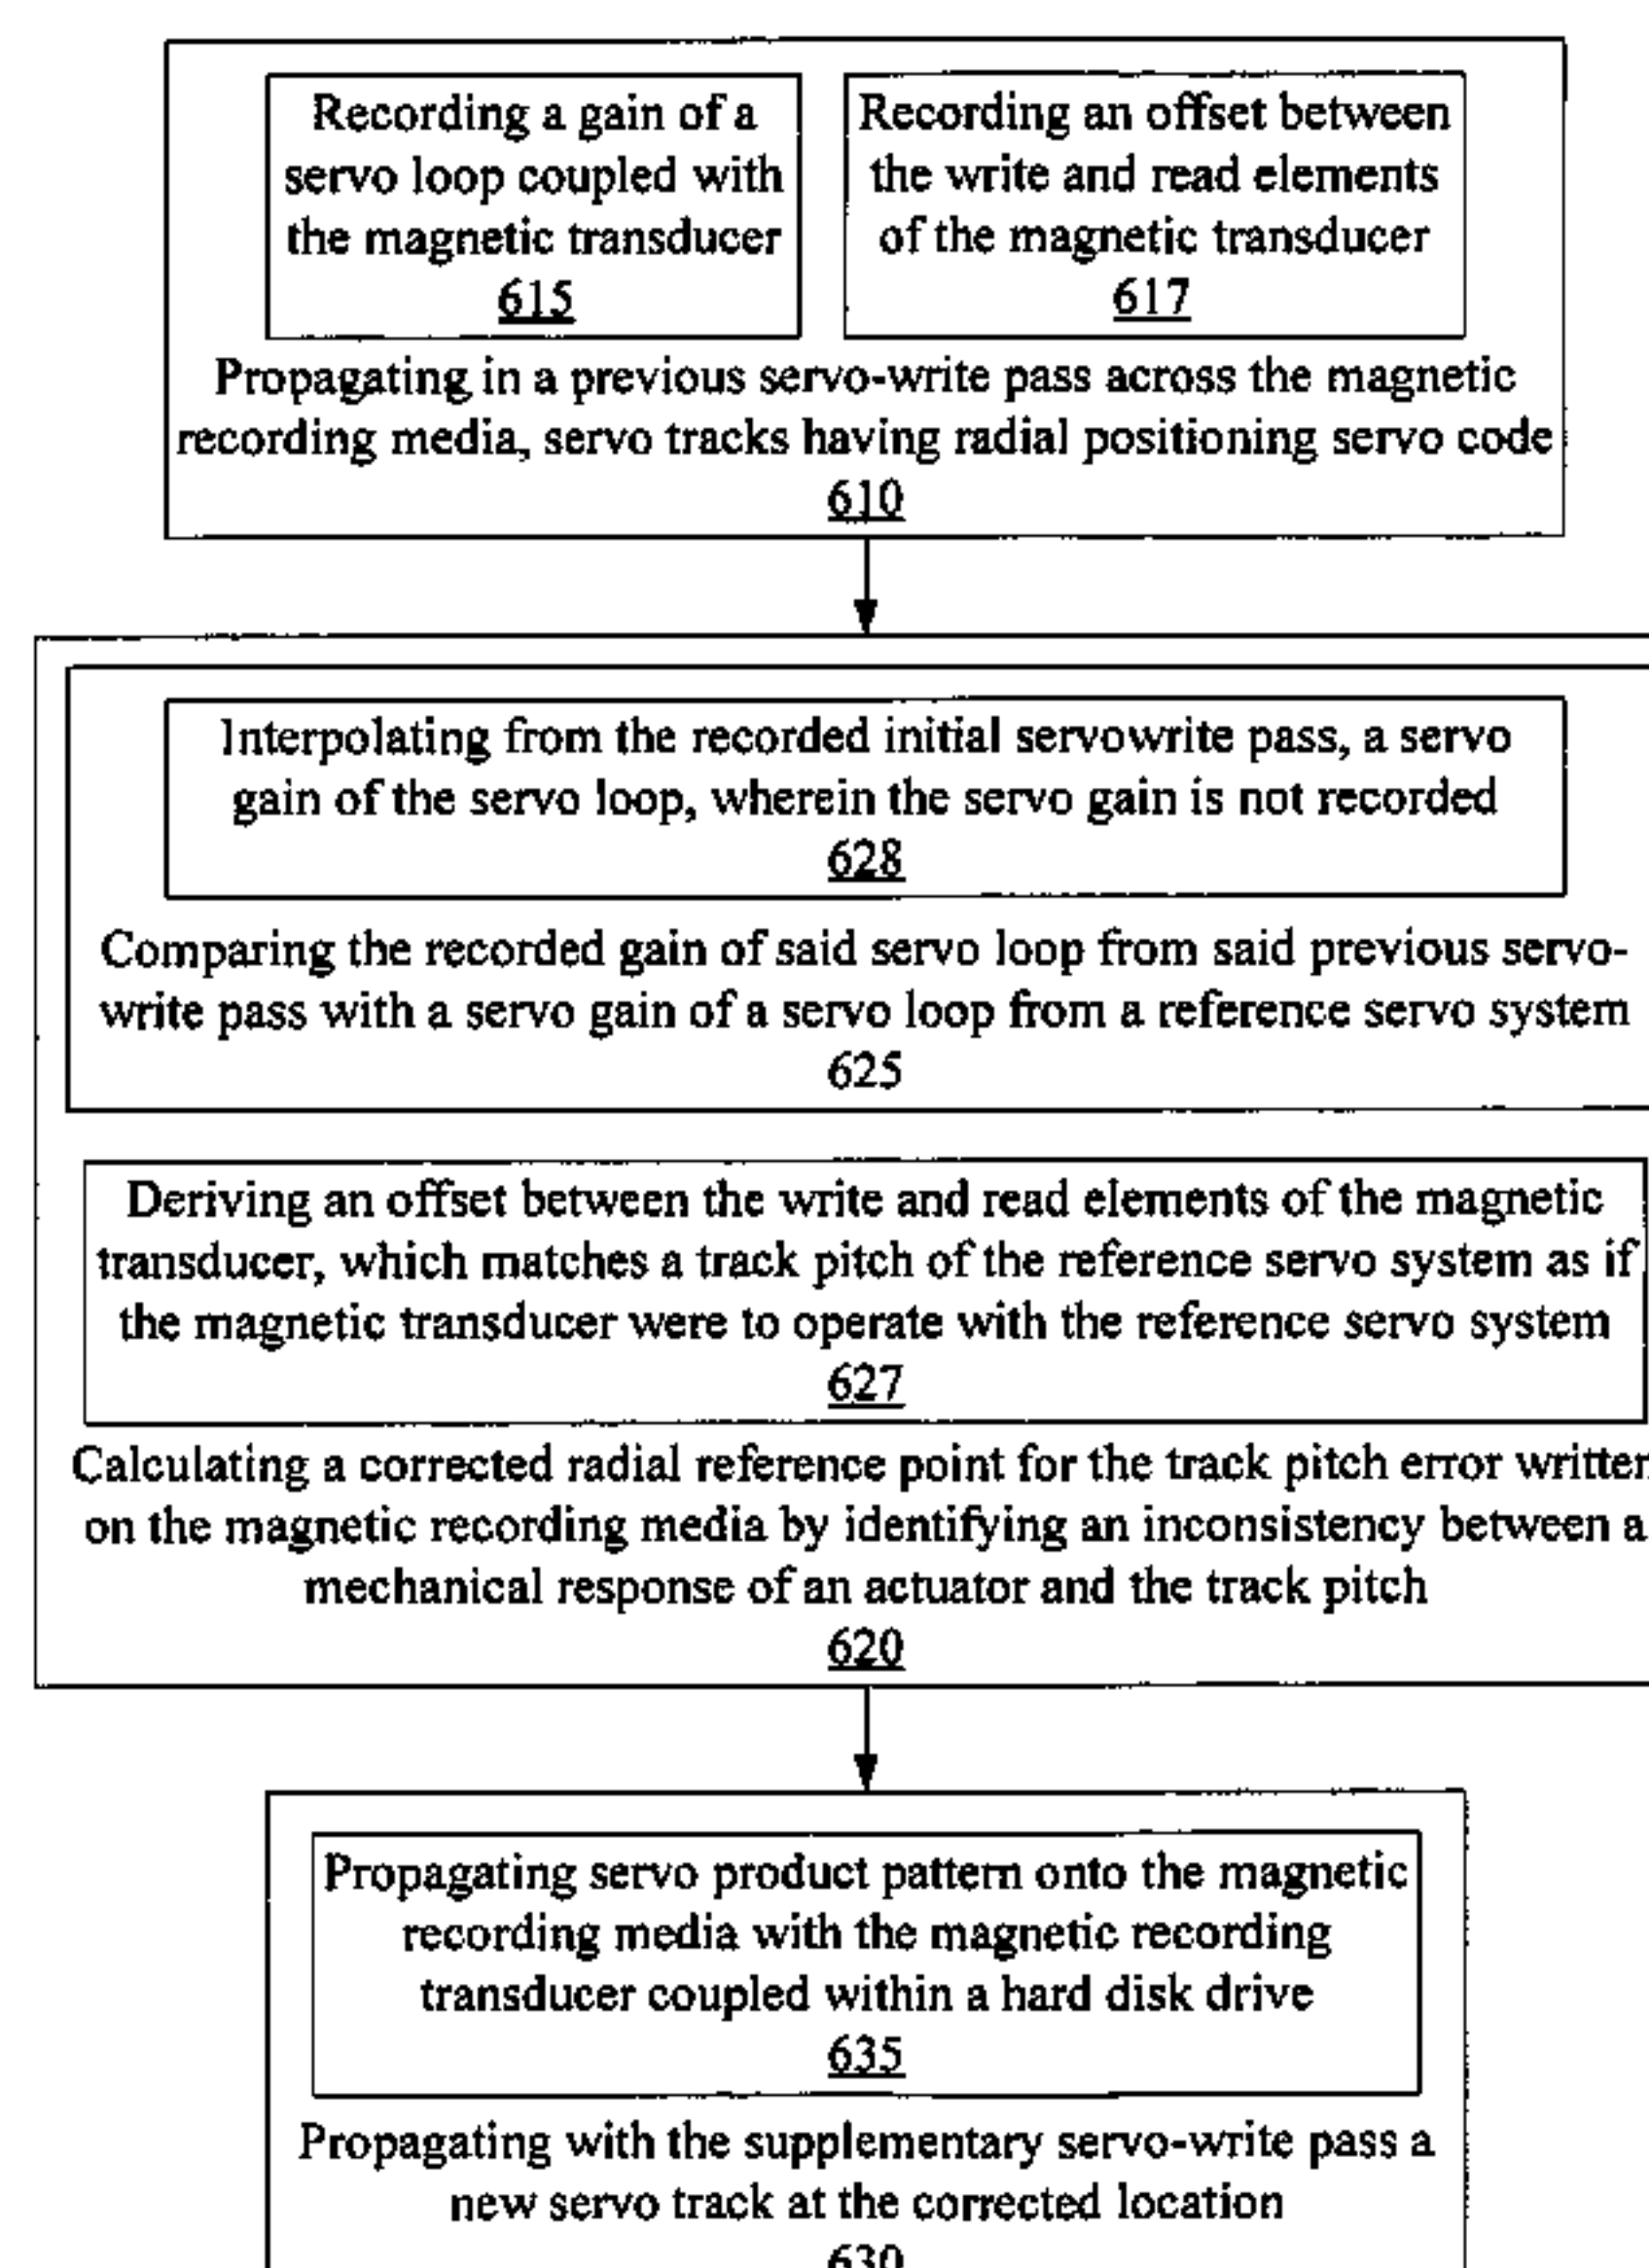 Recording a gain of a
servo loop coupled with
the magnetic transducer
615
Recording an offset between
the write and read elements
of the magnetic transducer
617
Propagating in a previous servo-write pass across the magnetic
recording media, servo tracks having radial positioning servo code
610
Interpolating from the recorded initial servowrite pass, a servo
gain of the servo loop, wherein the servo gain is not recorded
628
Comparing the recorded gain of said servo loop from said previous servo-
write pass with a servo gain of a servo loop from a reference servo system
625
Deriving an offset between the write and read elements of the magnetic
transducer, which matches a track pitch of the reference servo system as if
the magnetic transducer were to operate with the reference servo system
627
Calculating a corrected radial reference point for the track pitch error written
on the magnetic recording media by identifying an inconsistency between a
mechanical response of an actuator and the track pitch
620
Propagating servo product pattern onto the magnetic
recording media with the magnetic recording
transducer coupled within a hard disk drive
635
Propagating with the supplementary servo-write pass a
new servo track at the corrected location
630